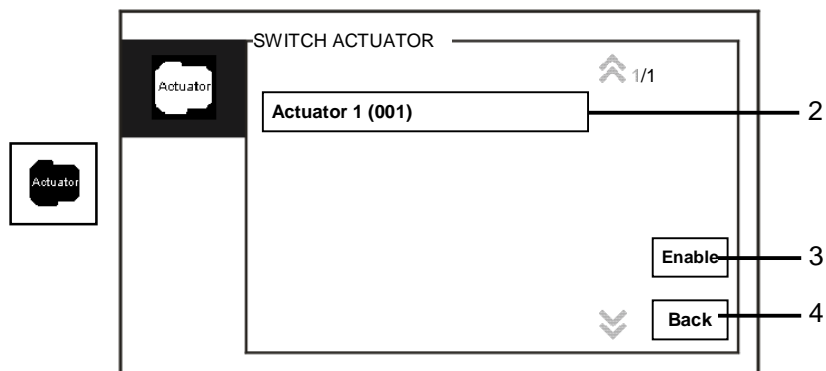 SWITCH ACTUATOR
Actuator
1/1
Actuator 1 (001)
2
Actuator
Enable
3
Back
4